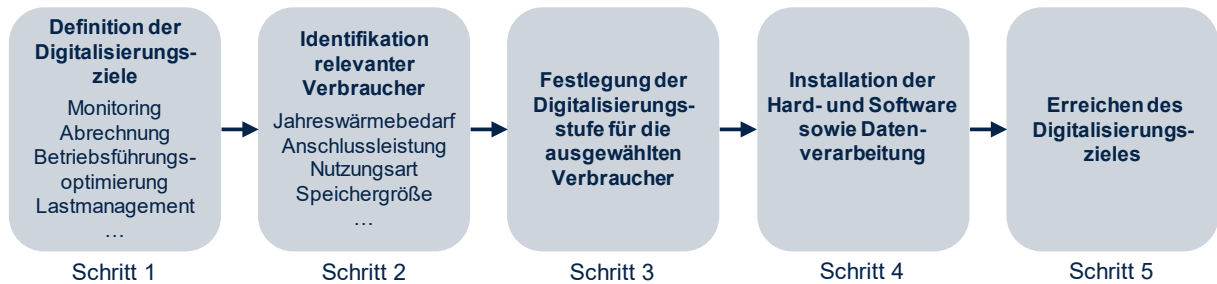 Definition der
Digitalisierungs-
ziele
Monitoring
Abrechnung
Betriebsführungs-
optimierung
Lastmanagement
…
Schritt 1
Identifikation
relevanter
Verbraucher
Jahreswärmebedarf
Anschlussleistung
Nutzungsart
Speichergröße
…
Schritt 2
Festlegung der
Digitalisierungs-
stufe für die
ausgewählten
Verbraucher
Schritt 3
Installation der
Hard- und Software
sowie Daten-
verarbeitung
Schritt 4
Erreichen des
Digitalisierungs-
zieles
Schritt 5